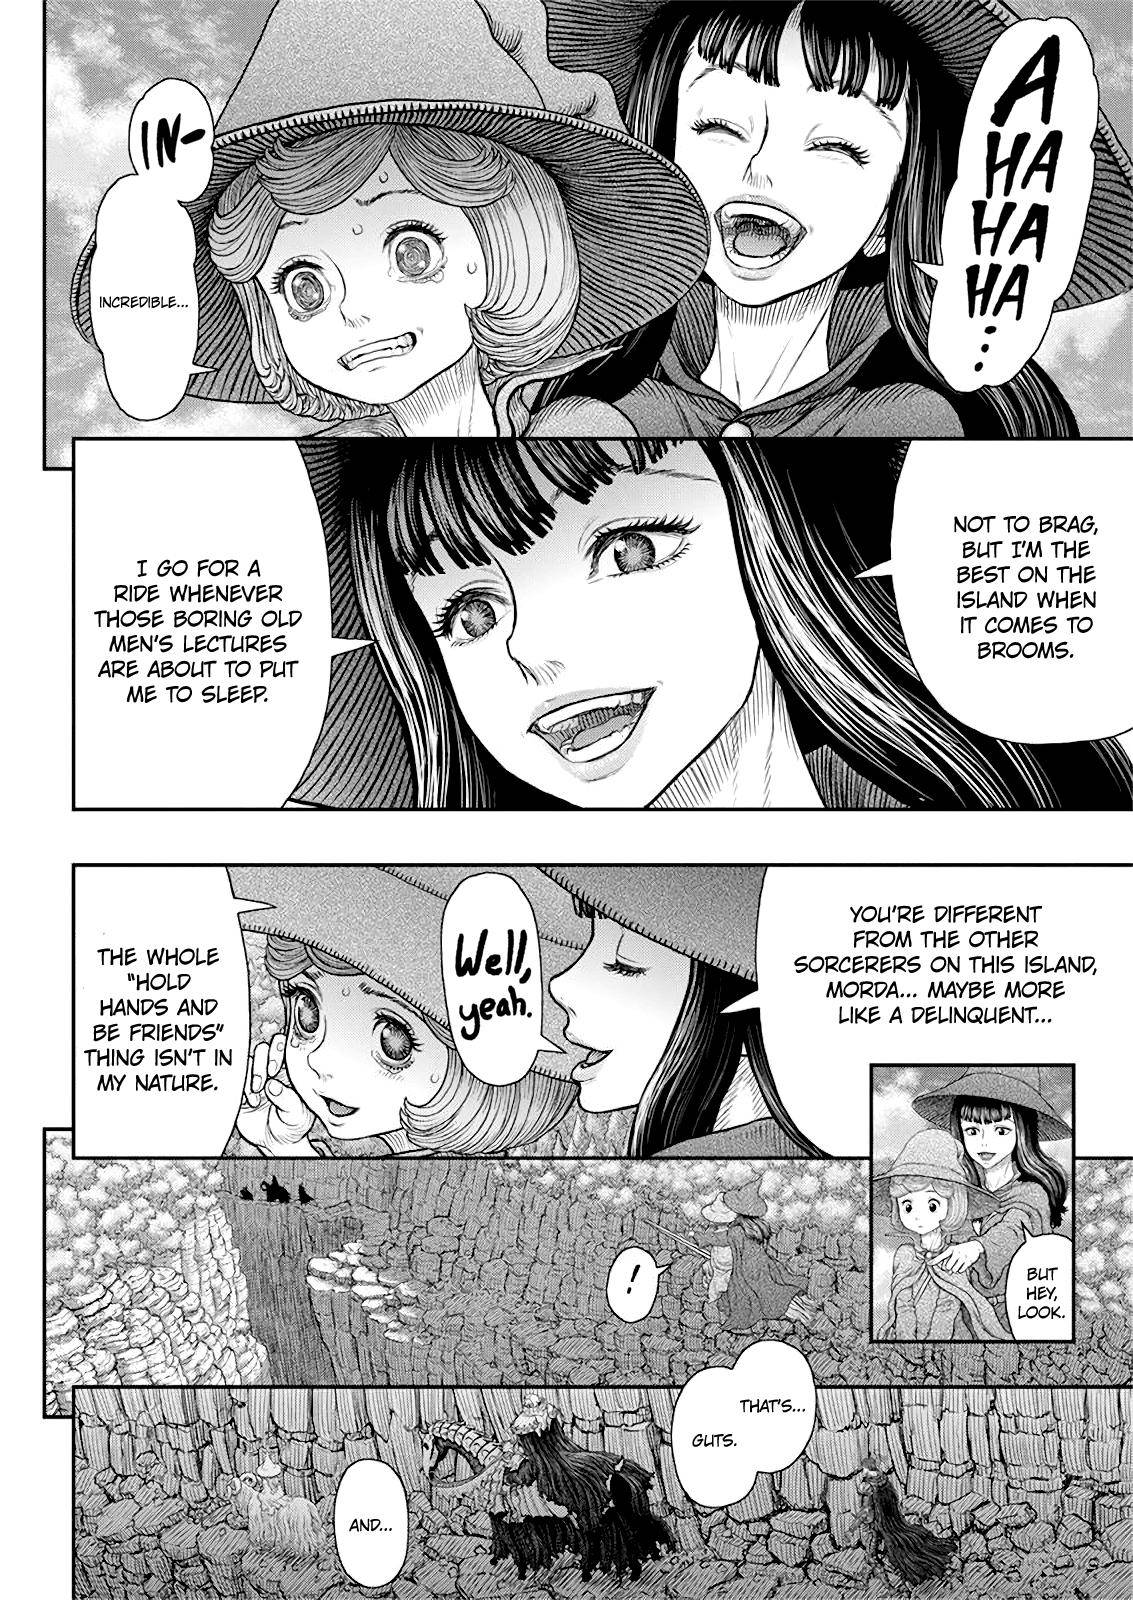 A
HA
HA
HA...
IN-
INCREDIBLE...
NOT TO BRAG,
BUT I'M THE
BEST ON THE
ISLAND WHEN
IT COMES TO
BROOMS.
I GO FOR A
RIDE WHENEVER
THOSE BORING OLD
MEN'S LECTURES
ARE ABOUT TO PUT
ME TO SLEEP.
YOU'RE DIFFERENT
FROM THE OTHER
SORCERERS ON THIS ISLAND,
MORDA... MAYBE MORE
LIKE A DELINQUENT...
Well,
yeah.
THE WHOLE
"HOLD
HANDS AND
BE FRIENDS"
THING ISN'T IN
MY NATURE.
BUT
HEY,
LOOK.
!
THAT'S...
GUTS.
AND...